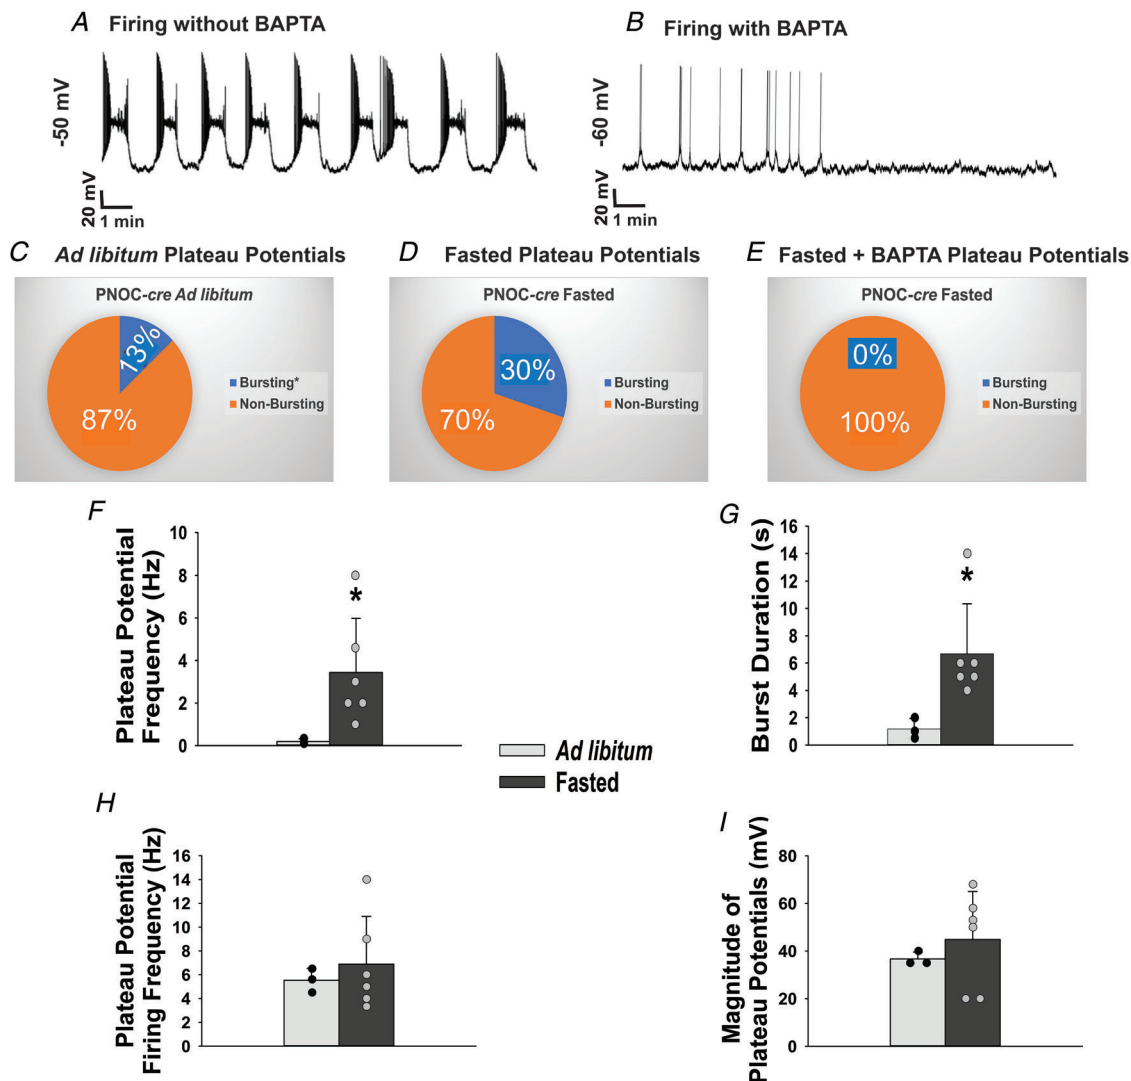 A Firing without BAPTA
-50 mV
20 mV
1 min
B Firing with BAPTA
-60 mV
20 mV
1 min
C Ad libitum Plateau Potentials
PNOC-cre Ad libitum
13%
87%
Bursting*
Non-Bursting
D Fasted Plateau Potentials
PNOC-cre Fasted
30%
70%
Bursting
Non-Bursting
E Fasted + BAPTA Plateau Potentials
PNOC-cre Fasted
0%
100%
Bursting
Non-Bursting
F
Plateau Potential
Frequency (Hz)
10
8
6
4
2
0
*
G
Burst Duration (s)
16
14
12
10
8
6
4
2
0
*
Ad libitum
Fasted
H
Plateau Potential
Firing Frequency (Hz)
16
14
12
10
8
6
4
2
0
I
Magnitude of
Plateau Potentials (mV)
80
60
40
20
0